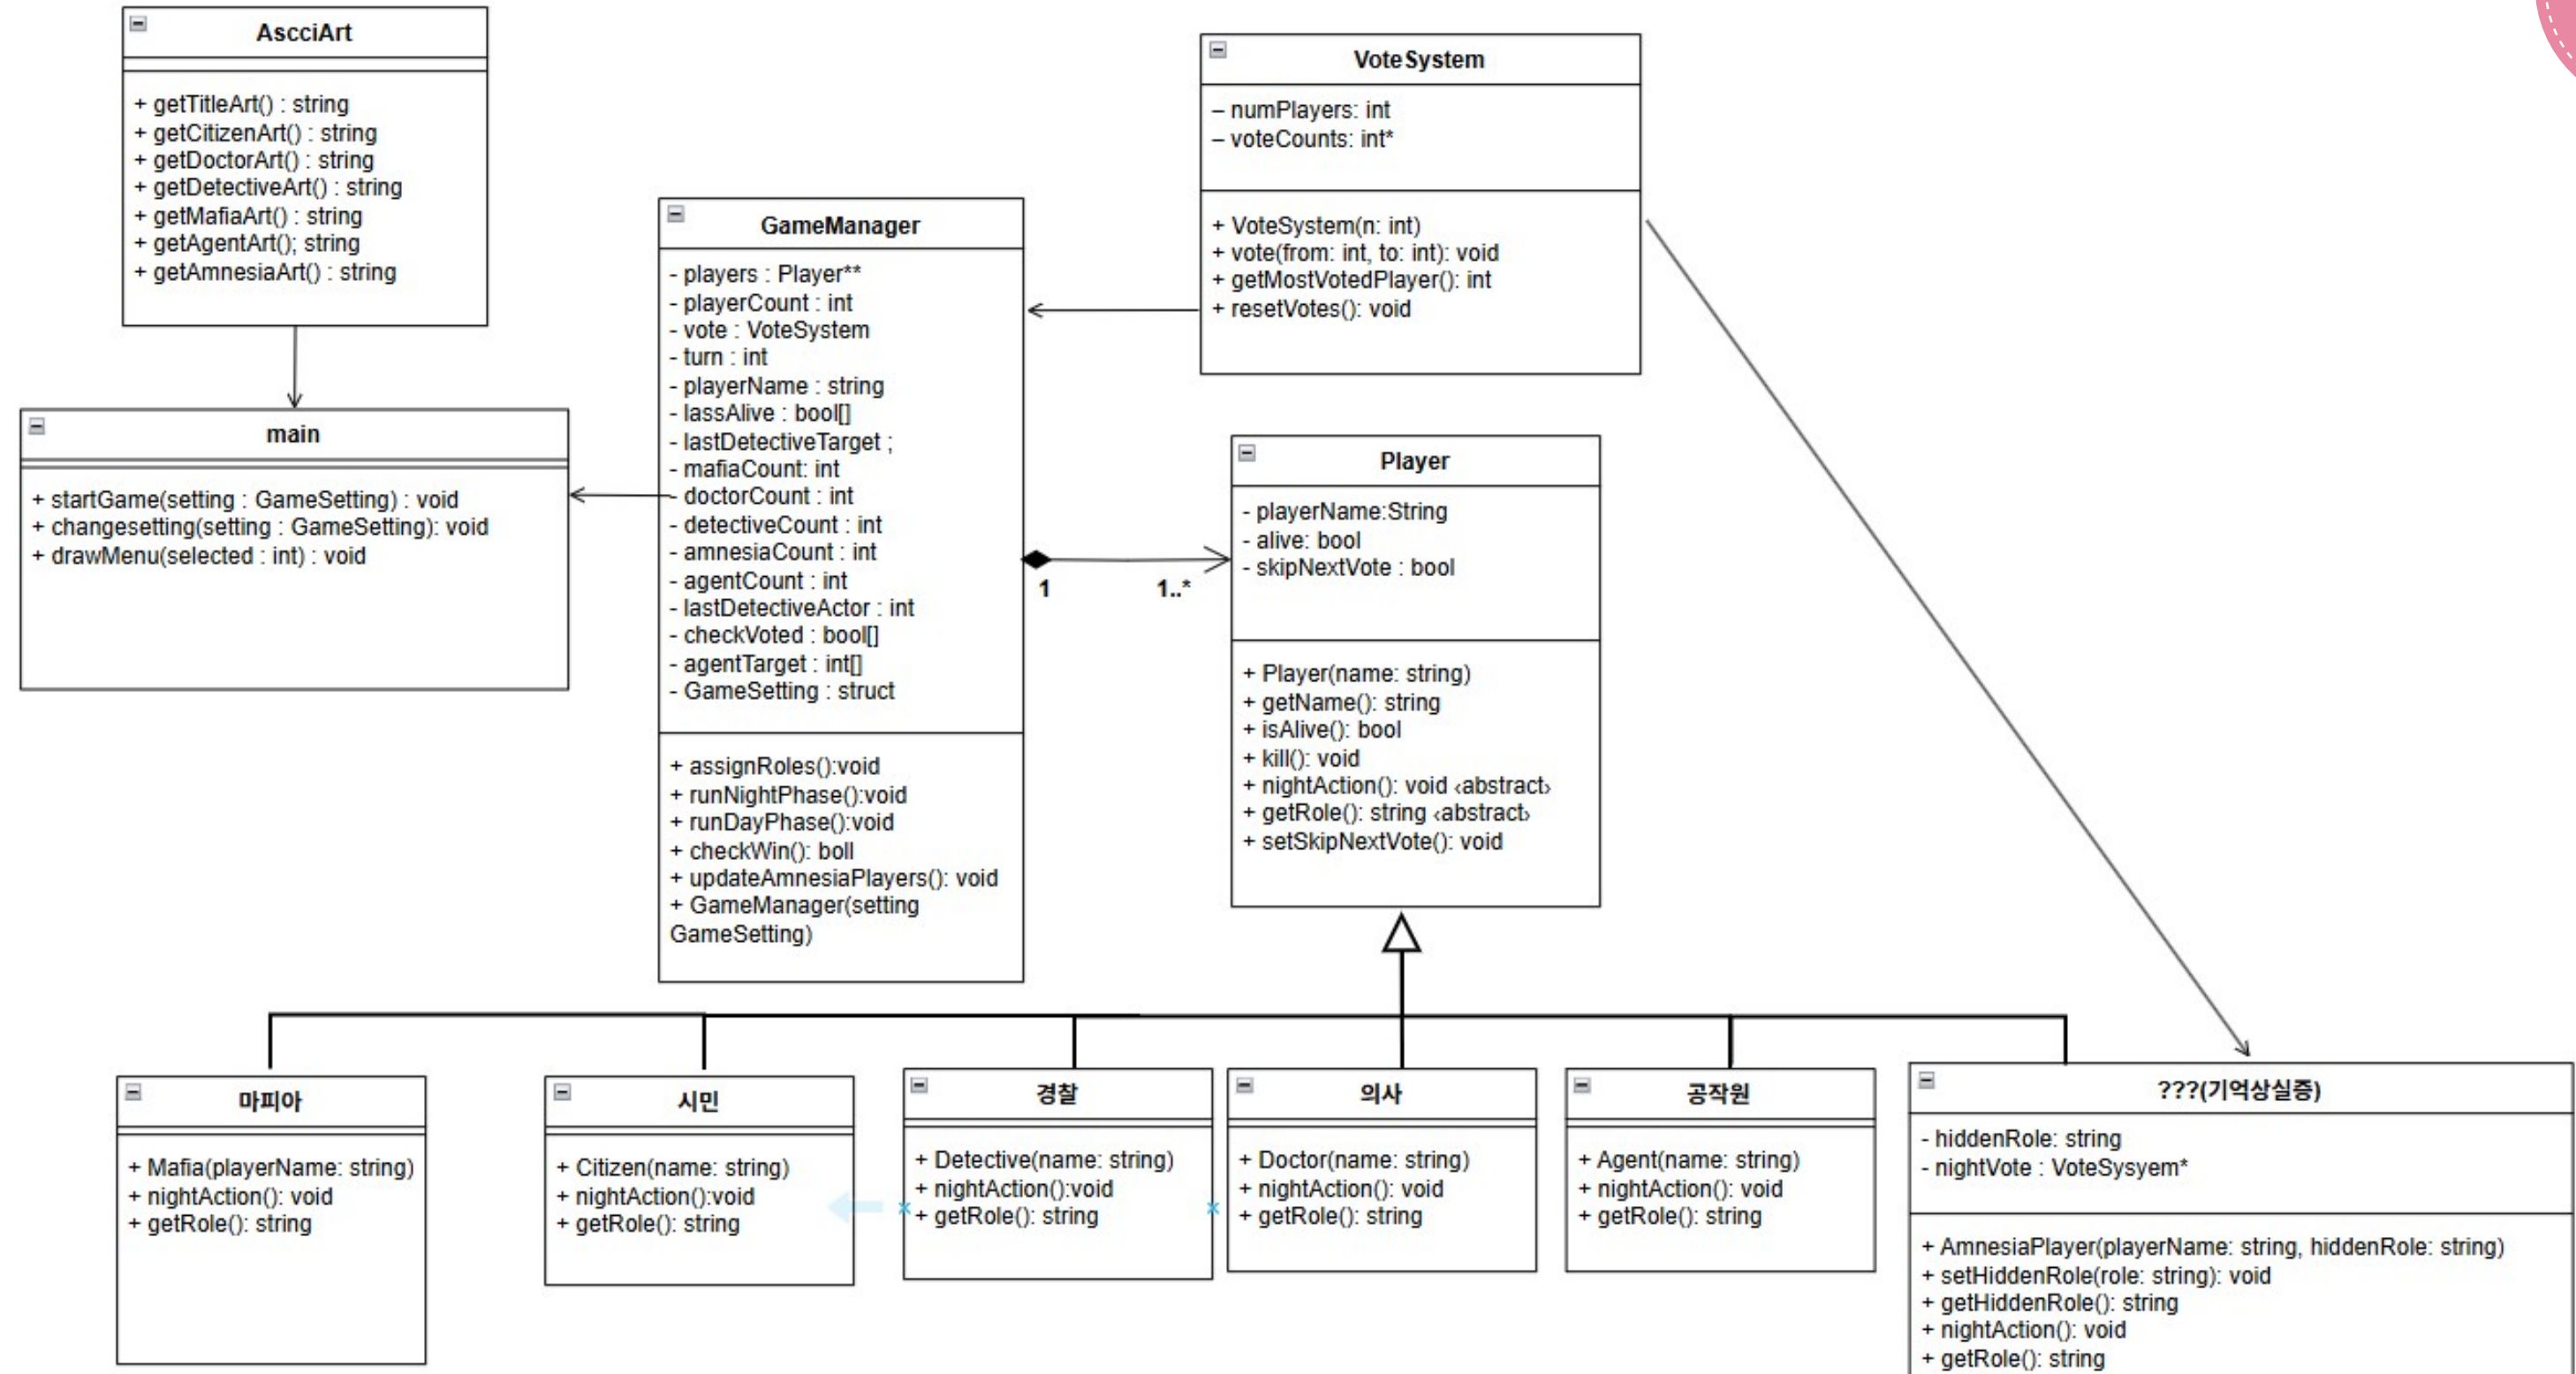 AscciArt
+ getTitleArt() : string
+ getCitizenArt() : string
+ getDoctorArt() : string
+ getDetectiveArt() : string
+ getMafiaArt() : string
+ getAgentArt(); string
+ getAmnesiaArt() : string
main
+ startGame(setting : GameSetting) : void
+ changesetting(setting : GameSetting): void
+ drawMenu(selected : int) : void
GameManager
- players : Player**
- playerCount : int
- vote : VoteSystem
- turn : int
- playerName : string
- lassAlive : bool[]
- lastDetectiveTarget ;
- mafiaCount: int
- doctorCount : int
- detectiveCount : int
- amnesiaCount : int
- agentCount : int
- lastDetectiveActor : int
- checkVoted : bool[]
- agentTarget : int[]
- GameSetting : struct
+ assignRoles():void
+ runNightPhase():void
+ runDayPhase():void
+ checkWin(): boll
+ updateAmnesiaPlayers(): void
+ GameManager(setting
GameSetting)
VoteSystem
– numPlayers: int
– voteCounts: int*
+ VoteSystem(n: int)
+ vote(from: int, to: int): void
+ getMostVotedPlayer(): int
+ resetVotes(): void
1
1..*
Player
- playerName:String
- alive: bool
- skipNextVote : bool
+ Player(name: string)
+ getName(): string
+ isAlive(): bool
+ kill(): void
+ nightAction(): void ‹abstract›
+ getRole(): string ‹abstract›
+ setSkipNextVote(): void
마피아
+ Mafia(playerName: string)
+ nightAction(): void
+ getRole(): string
시민
+ Citizen(name: string)
+ nightAction():void
+ getRole(): string
경찰
+ Detective(name: string)
+ nightAction():void
+ getRole(): string
의사
+ Doctor(name: string)
+ nightAction(): void
+ getRole(): string
공작원
+ Agent(name: string)
+ nightAction(): void
+ getRole(): string
???(기억상실증)
- hiddenRole: string
- nightVote : VoteSysyem*
+ AmnesiaPlayer(playerName: string, hiddenRole: string)
+ setHiddenRole(role: string): void
+ getHiddenRole(): string
+ nightAction(): void
+ getRole(): string